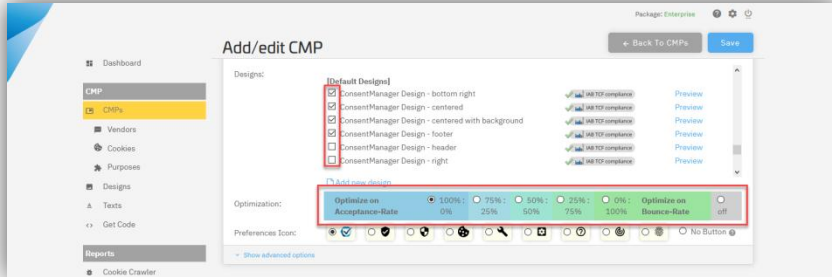 Package: Enterprise
Add/edit CMP
← Back To CMPs
Save
Dashboard
CMP
CMPs
Vendors
Cookies
Purposes
Designs
Texts
Get Code
Reports
Cookie Crawler
Designs:
[Default Designs]
ConsentManager Design - bottom right IAB TCF compliance Preview
ConsentManager Design - centered IAB TCF compliance Preview
ConsentManager Design - centered with background IAB TCF compliance Preview
ConsentManager Design - footer IAB TCF compliance Preview
ConsentManager Design - header IAB TCF compliance Preview
ConsentManager Design - right IAB TCF compliance Preview
Add new design
Optimization:
Optimize on 100% : 75% : 50% : 25% : 0% : Optimize on
Acceptance-Rate 0% 25% 50% 75% 100% Bounce-Rate off
Preferences Icon: No Button
Show advanced options